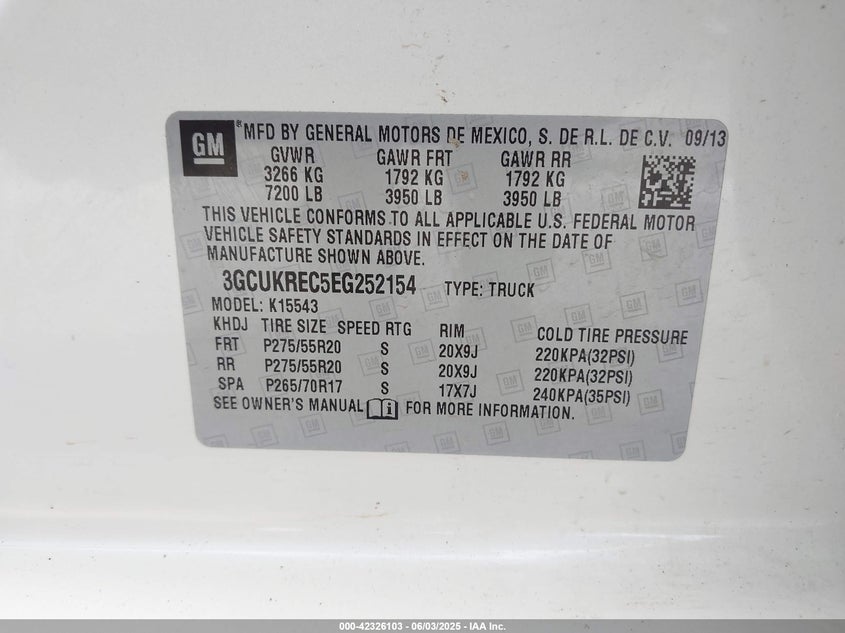 GM ® MFD BY GENERAL MOTORS DE MEXICO, S. DE R.L. DE C.V. 09/13
GVWR GAWR FRT GAWR RR
3266 KG 1792 KG 1792 KG
7200 LB 3950 LB 3950 LB
THIS VEHICLE CONFORMS TO ALL APPLICABLE U.S. FEDERAL MOTOR
VEHICLE SAFETY STANDARDS IN EFFECT ON THE DATE OF
MANUFACTURE SHOWN ABOVE.
3GCUKREC5EG252154 TYPE: TRUCK
MODEL: K15543
KHDJ TIRE SIZE SPEED RTG RIM COLD TIRE PRESSURE
FRT P275/55R20 S 20X9J 220KPA(32PSI)
RR P275/55R20 S 20X9J 220KPA(32PSI)
SPA P265/70R17 S 17X7J 240KPA(35PSI)
SEE OWNER'S MANUAL FOR MORE INFORMATION.
000-42326103 - 06/03/2025 - IAA Inc.